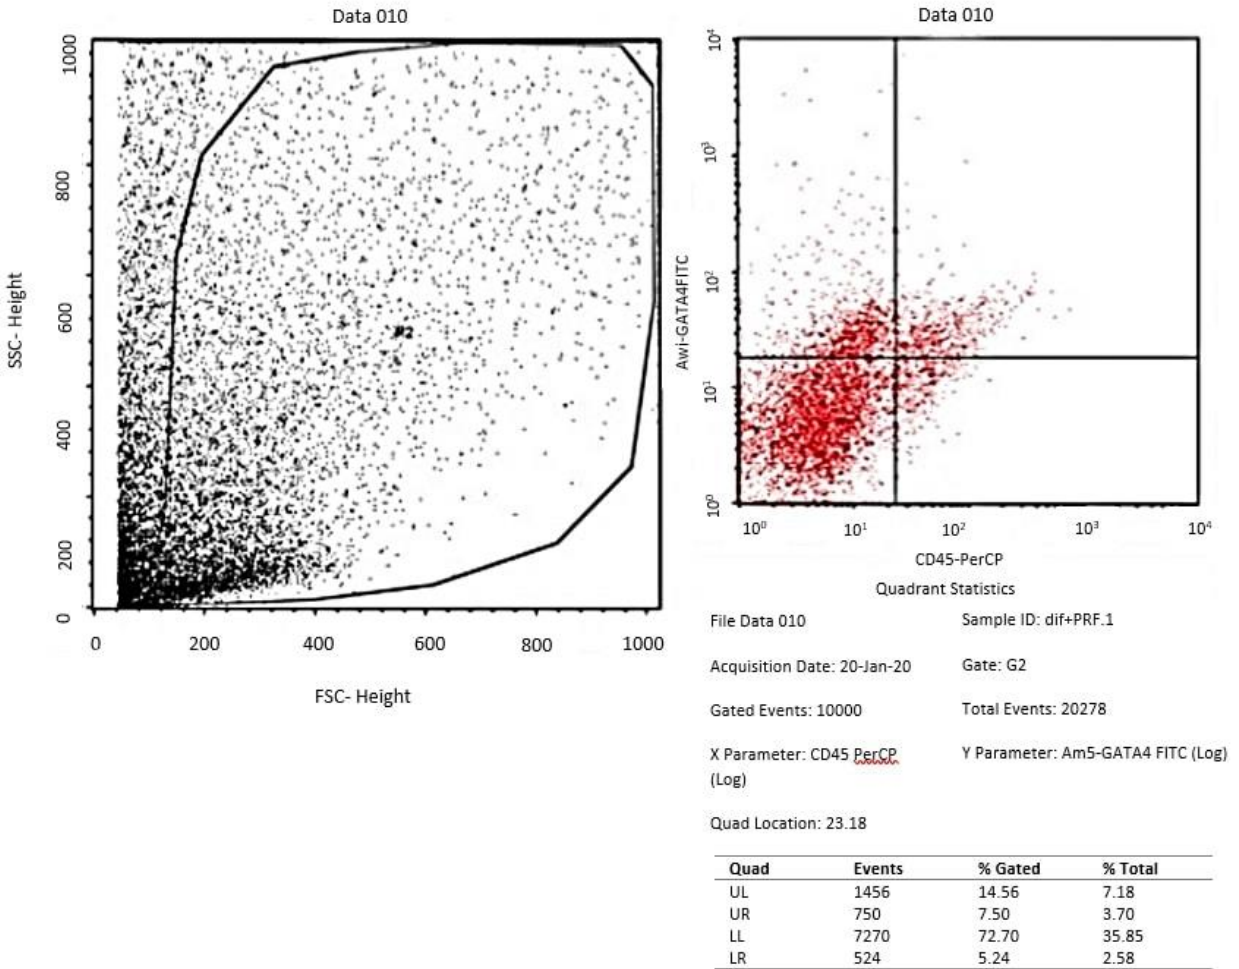 Data 010
1000
800
600
400
200
0
SSC- Height
0 200 400 600 800 1000
FSC- Height
Data 010
10⁴
10³
10²
10¹
10⁰
Awi-GATA4FITC
10⁰ 10¹ 10² 10³ 10⁴
CD45-PerCP
Quadrant Statistics
File Data 010 Sample ID: dif+PRF.1
Acquisition Date: 20-Jan-20 Gate: G2
Gated Events: 10000 Total Events: 20278
X Parameter: CD45 PerCP Y Parameter: Am5-GATA4 FITC (Log)
(Log)
Quad Location: 23.18
Quad Events % Gated % Total
UL 1456 14.56 7.18
UR 750 7.50 3.70
LL 7270 72.70 35.85
LR 524 5.24 2.58